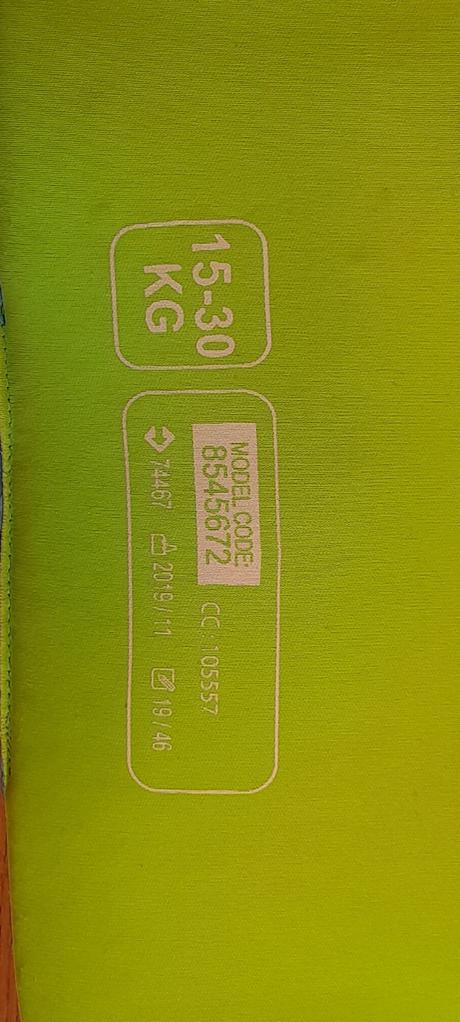 15-30
KG
MODEL CODE:
8545672
CC: 105557
74467 2019/11 19/46